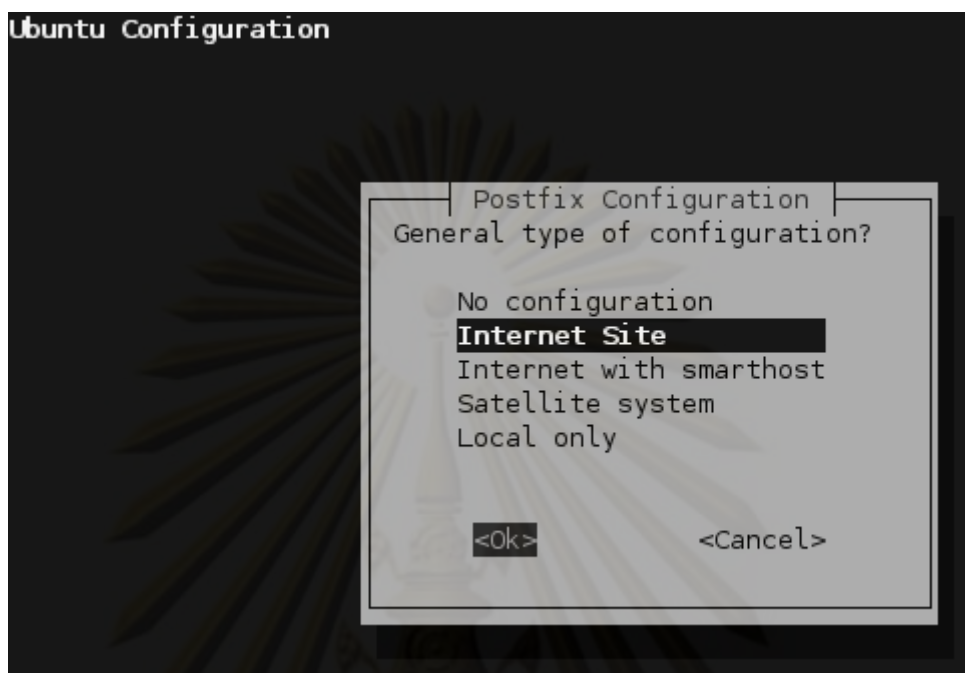 Ubuntu Configuration
Postfix Configuration
General type of configuration?
No configuration
Internet Site
Internet with smarthost
Satellite system
Local only
<Ok> <Cancel>